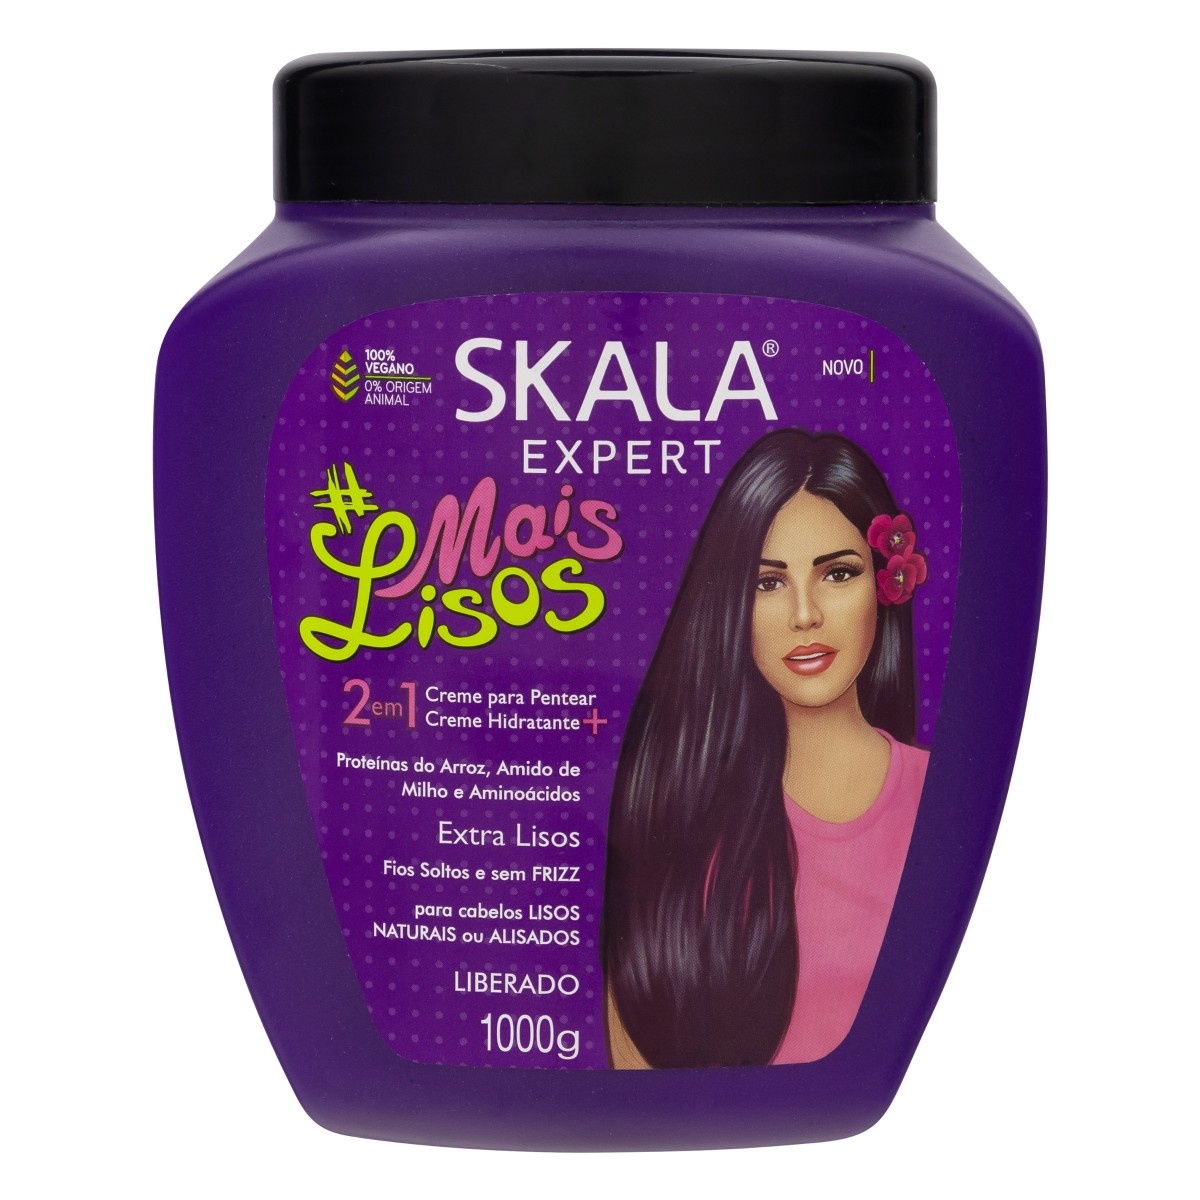 100%
VEGANO
0% ORIGEM
ANIMAL
SKALA®
EXPERT
NOVO
#Mais
Lisos
2em1 Creme para Pentear
Creme Hidratante+
Proteínas do Arroz, Amido de
Milho e Aminoácidos
Extra Lisos
Fios Soltos e sem FRIZZ
para cabelos LISOS
NATURAIS ou ALISADOS
LIBERADO
1000g